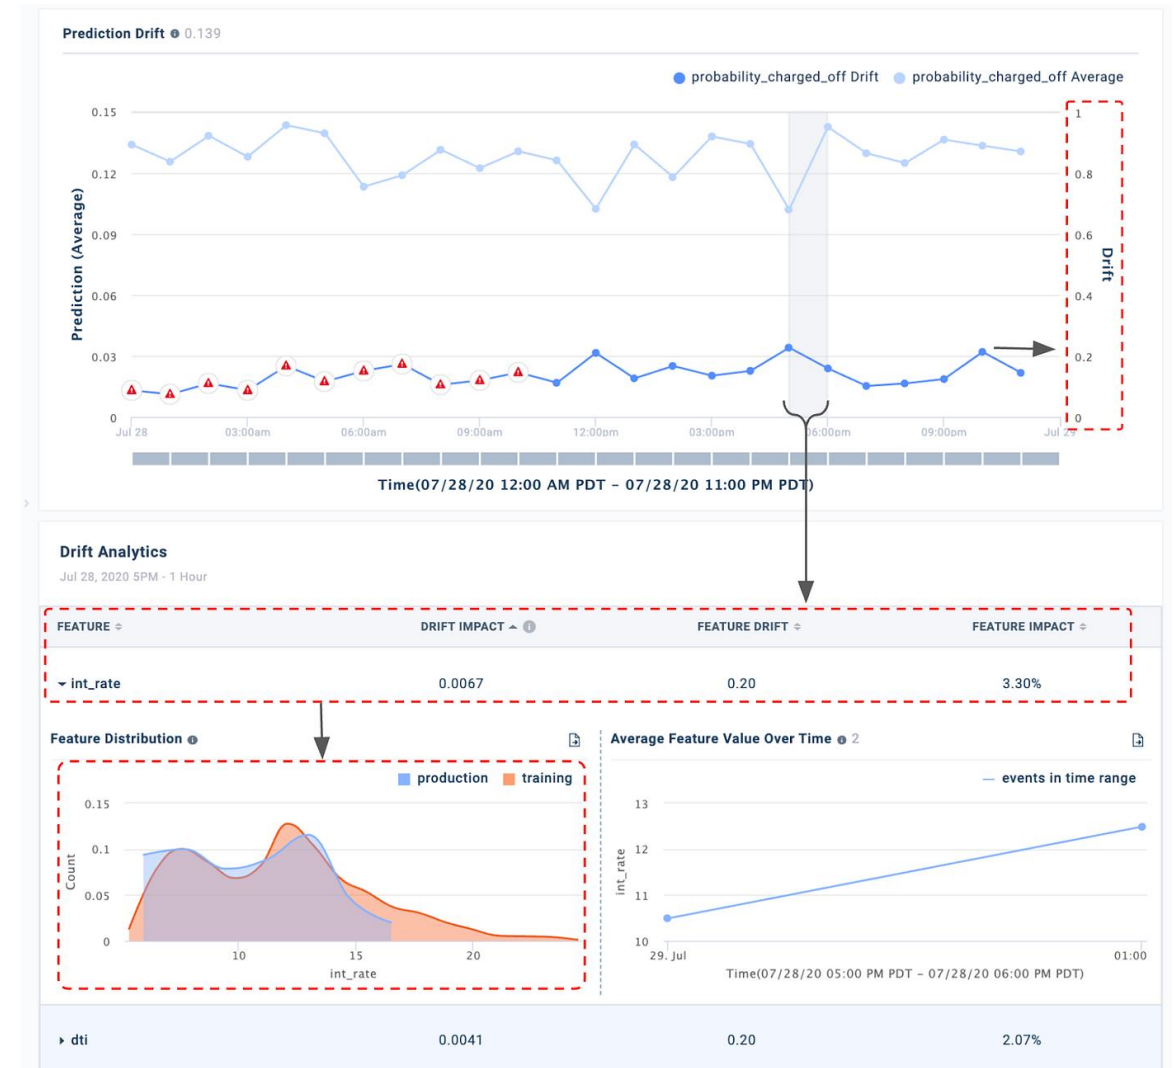 Prediction Drift 0.139
probability_charged_off Drift probability_charged_off Average
0.15
0.12
0.09
0.06
0.03
0
Prediction (Average)
1
0.8
0.6
0.4
0.2
0
Drift
Jul 28 03:00am 06:00am 09:00am 12:00pm 03:00pm 06:00pm 09:00pm Jul 29
Time(07/28/20 12:00 AM PDT – 07/28/20 11:00 PM PDT)
Drift Analytics
Jul 28, 2020 5PM - 1 Hour
FEATURE DRIFT IMPACT FEATURE DRIFT FEATURE IMPACT
int_rate 0.0067 0.20 3.30%
Feature Distribution
production training
0.15
0.1
0.05
0
Count
10 15 20
int_rate
Average Feature Value Over Time 2
events in time range
13
12
11
10
int_rate
29. Jul 01:00
Time(07/28/20 05:00 PM PDT – 07/28/20 06:00 PM PDT)
dti 0.0041 0.20 2.07%